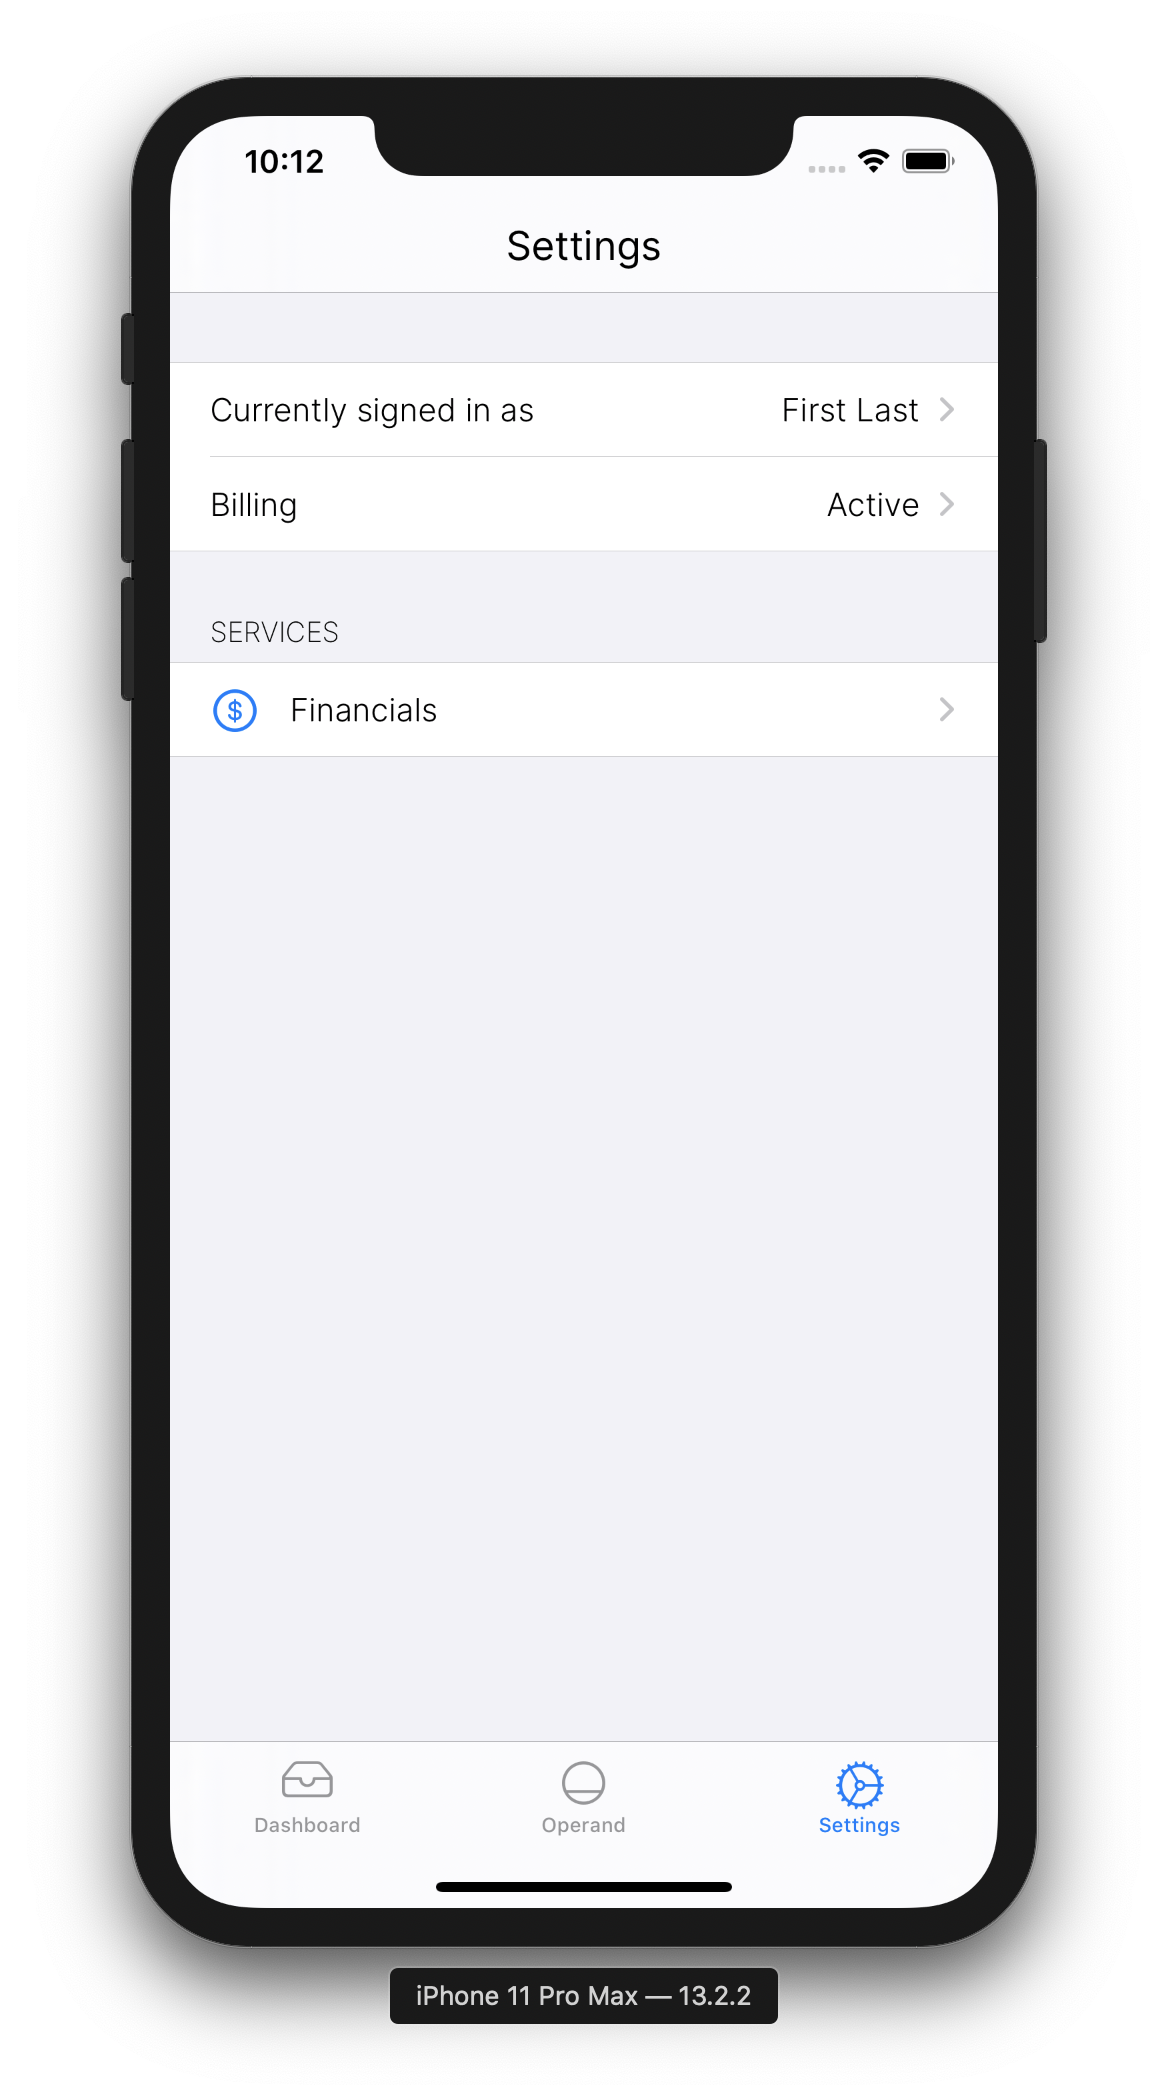 10:12
Settings
Currently signed in as First Last
Billing Active
SERVICES
$ Financials
Dashboard Operand Settings
iPhone 11 Pro Max — 13.2.2